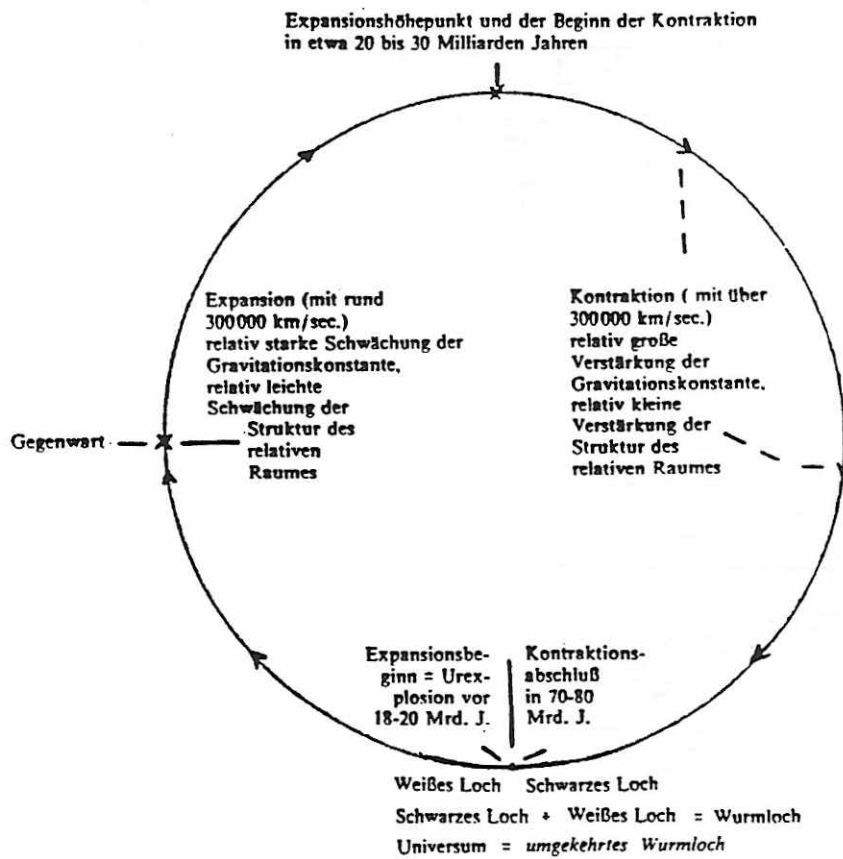 Expansionshöhepunkt und der Beginn der Kontraktion
in etwa 20 bis 30 Milliarden Jahren
Expansion (mit rund
300000 km/sec.)
relativ starke Schwächung der
Gravitationskonstante,
relativ leichte
Schwächung der
Struktur des
relativen
Raumes
Kontraktion ( mit über
300000 km/sec.)
relativ große
Verstärkung der
Gravitationskonstante,
relativ kleine
Verstärkung der
Struktur des
relativen Raumes
Gegenwart
Expansionsbe-
ginn = Urex-
plosion vor
18-20 Mrd. J.
Kontraktions-
abschluß
in 70-80
Mrd. J.
Weißes Loch Schwarzes Loch
Schwarzes Loch + Weißes Loch = Wurmloch
Universum = umgekehrtes Wurmloch